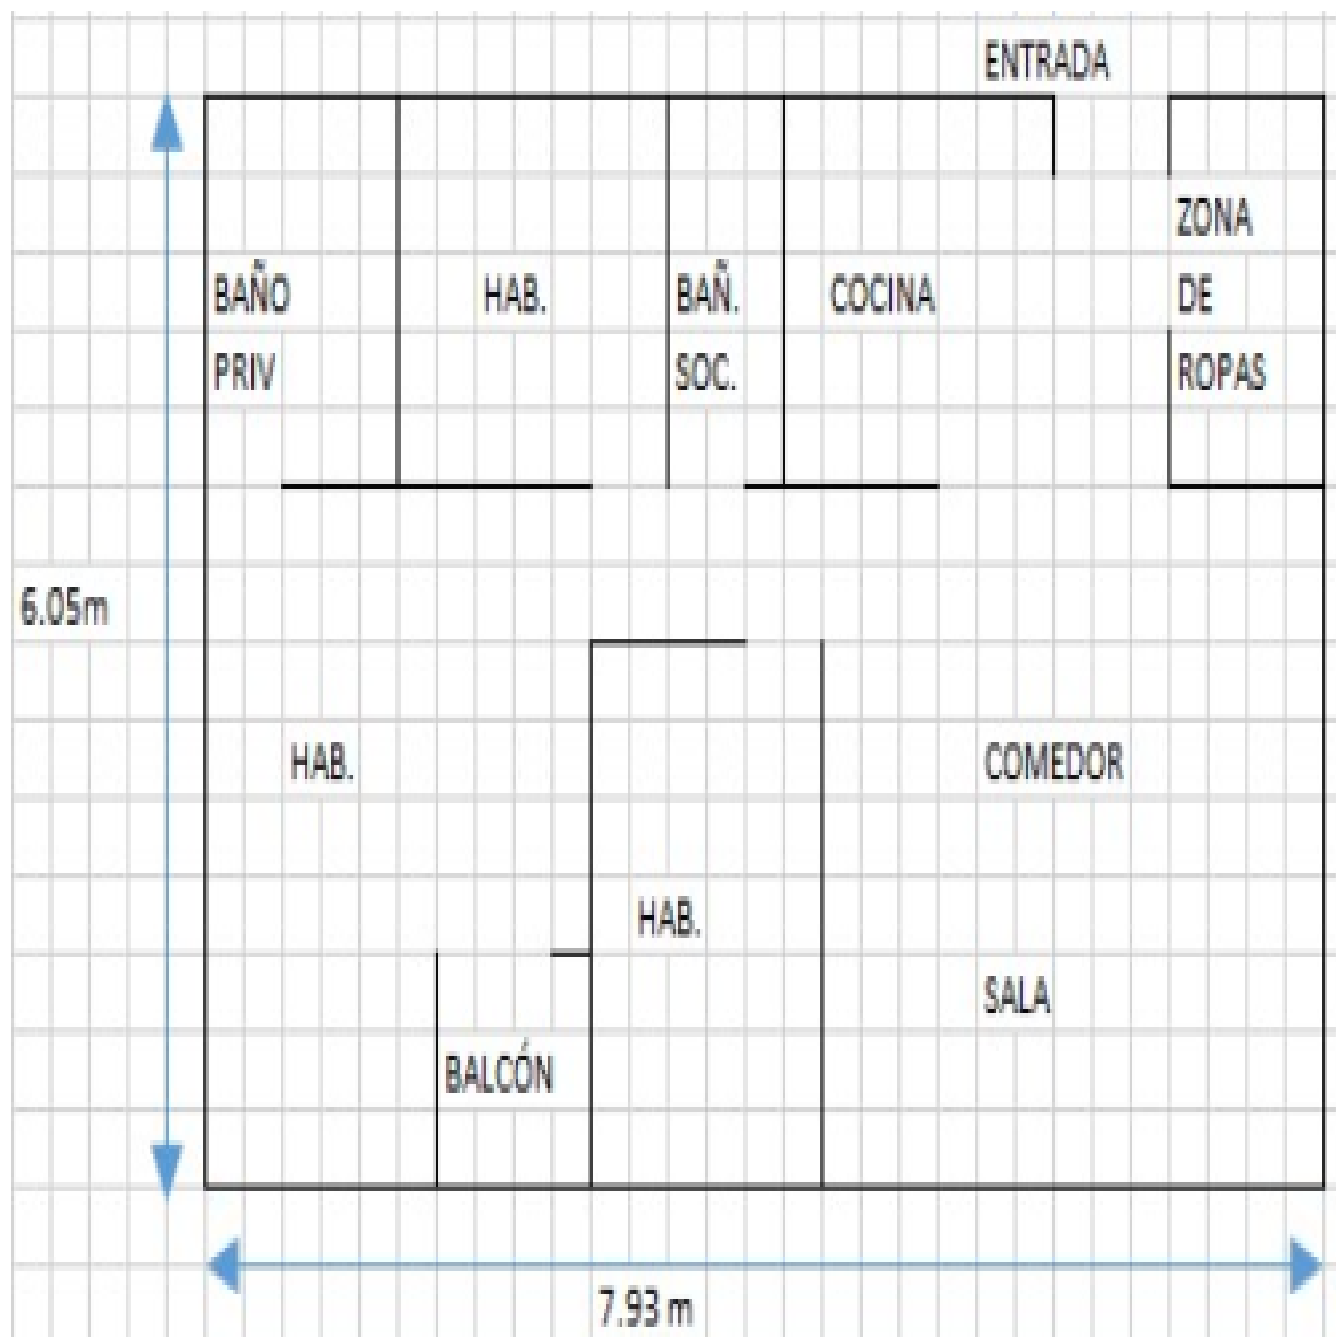 ENTRADA
ZONA
DE
ROPAS
BAÑO
PRIV
HAB.
BAÑ.
SOC.
COCINA
6.05m
HAB.
COMEDOR
HAB.
SALA
BALCÓN
7.93 m